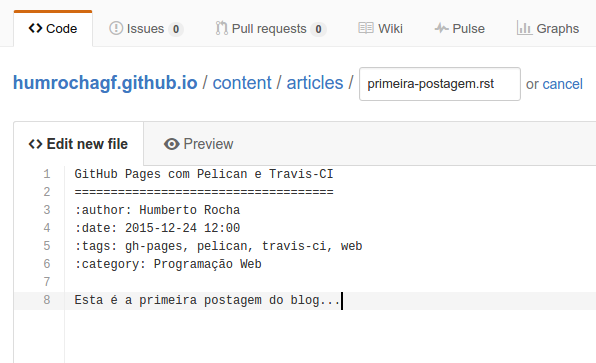 Code Issues 0 Pull requests 0 Wiki Pulse Graphs
humrochagf.github.io / content / articles / primeira-postagem.rst or cancel
Edit new file Preview
1 GitHub Pages com Pelican e Travis-CI
2 ====================================
3 :author: Humberto Rocha
4 :date: 2015-12-24 12:00
5 :tags: gh-pages, pelican, travis-ci, web
6 :category: Programação Web
7
8 Esta é a primeira postagem do blog...